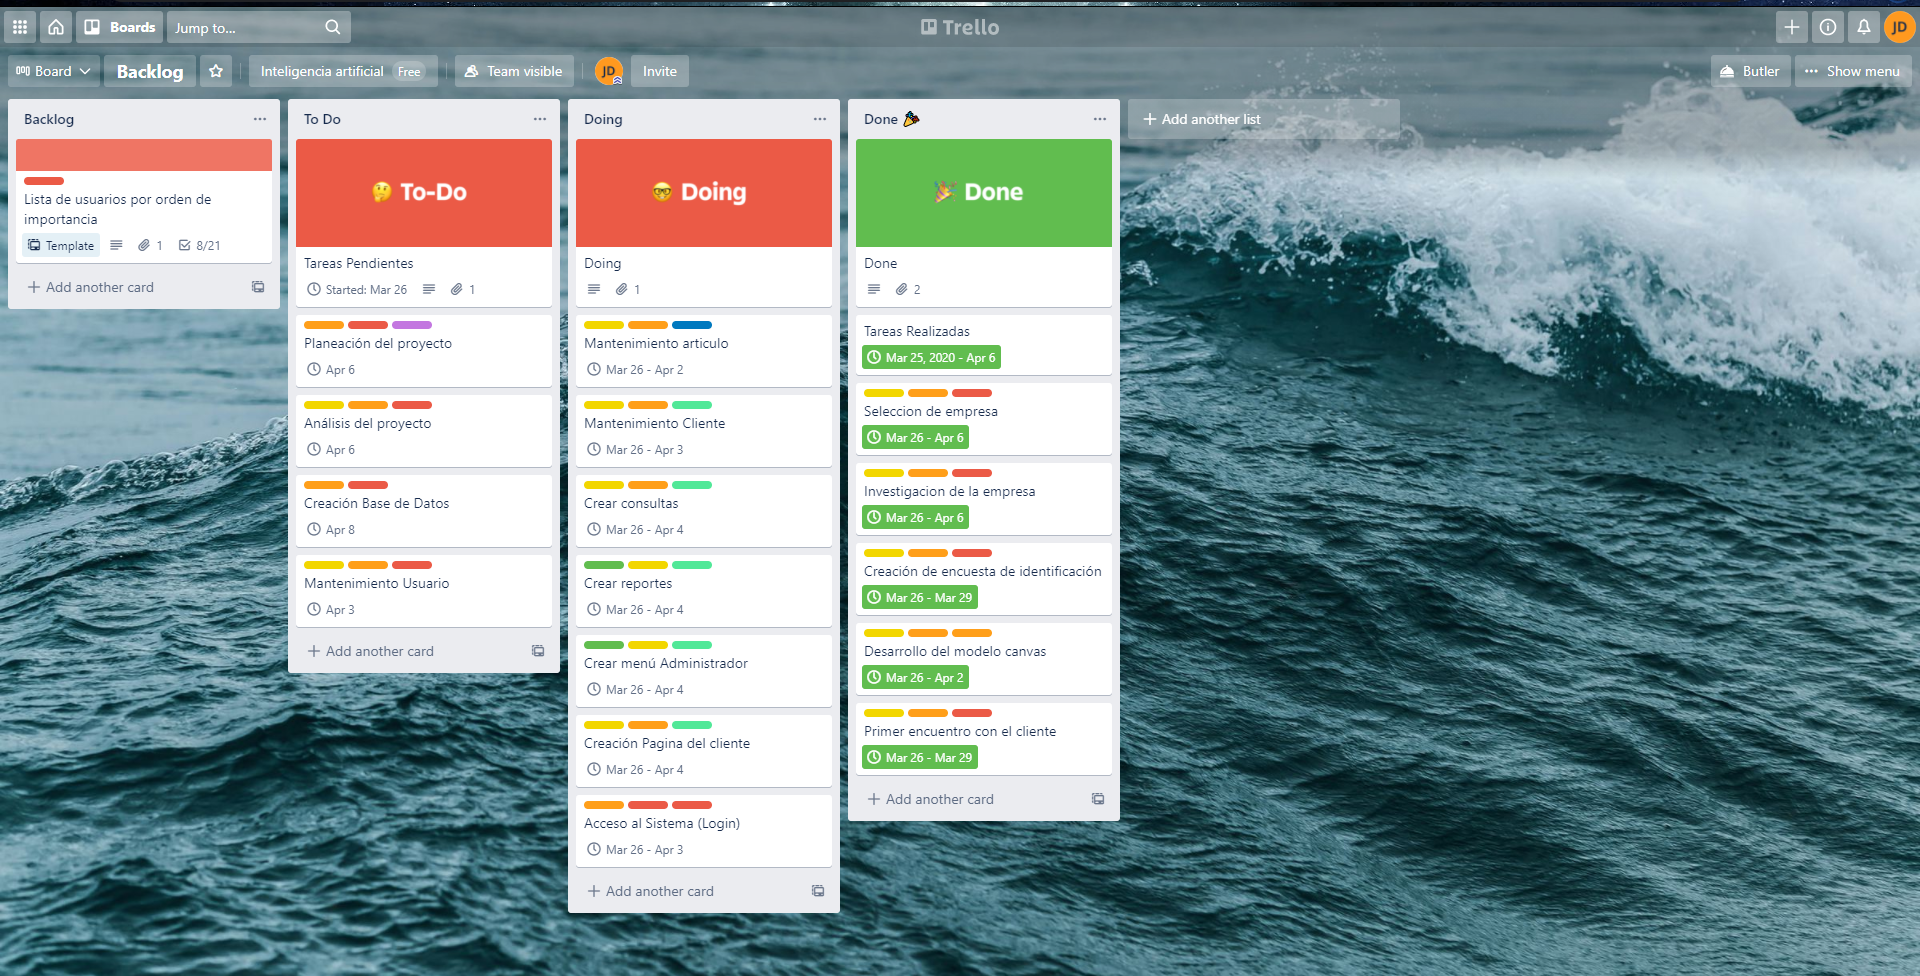 Boards
Jump to...
Trello
JD
Board
Backlog
Inteligencia artificial Free
Team visible
JD
Invite
Butler
Show menu
Backlog
Lista de usuarios por orden de
importancia
Template
1
8/21
Add another card
To Do
To-Do
Tareas Pendientes
Started: Mar 26
1
Planeación del proyecto
Apr 6
Análisis del proyecto
Apr 6
Creación Base de Datos
Apr 8
Mantenimiento Usuario
Apr 3
Add another card
Doing
Doing
Doing
1
Mantenimiento articulo
Mar 26 - Apr 2
Mantenimiento Cliente
Mar 26 - Apr 3
Crear consultas
Mar 26 - Apr 4
Crear reportes
Mar 26 - Apr 4
Crear menú Administrador
Mar 26 - Apr 4
Creación Pagina del cliente
Mar 26 - Apr 4
Acceso al Sistema (Login)
Mar 26 - Apr 3
Add another card
Done
Done
Done
2
Tareas Realizadas
Mar 25, 2020 - Apr 6
Seleccion de empresa
Mar 26 - Apr 6
Investigacion de la empresa
Mar 26 - Apr 6
Creación de encuesta de identificación
Mar 26 - Mar 29
Desarrollo del modelo canvas
Mar 26 - Apr 2
Primer encuentro con el cliente
Mar 26 - Mar 29
Add another card
Add another list